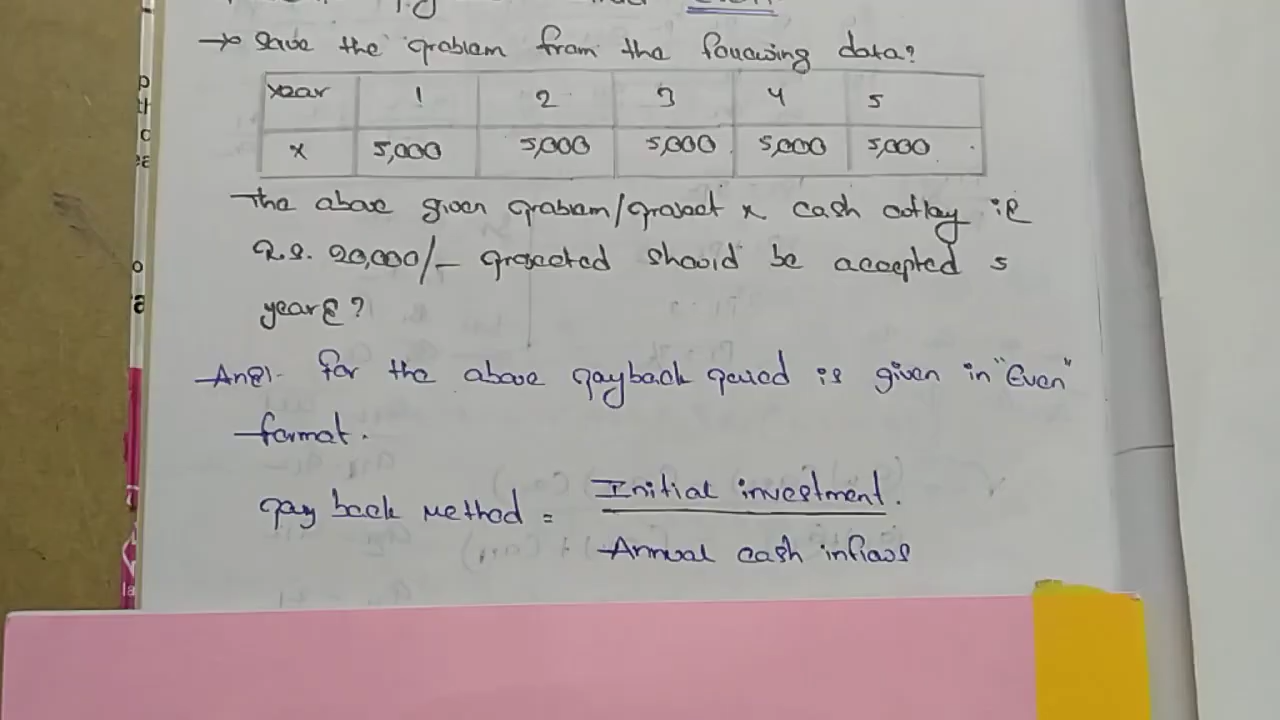 → Solve the problem from the following data?
year 1 2 3 4 5
x 5,000 5,000 5,000 5,000 5,000
The above given problem/project x cash outlay is
R.s. 20,000/- projected should be accepted 5
years?
Ans:- for the above payback period is given in "Even"
format.
pay back method = Initial investment.
Annual cash inflows